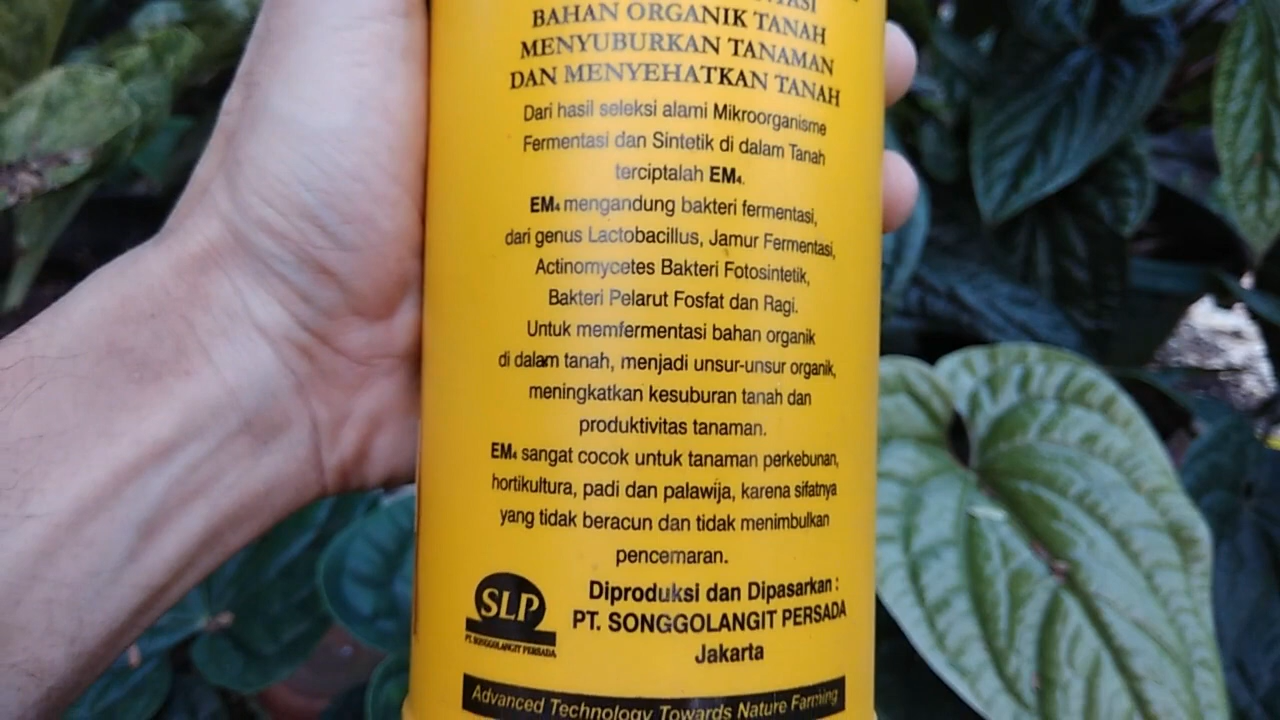 BAHAN ORGANIK TANAH
MENYUBURKAN TANAMAN
DAN MENYEHATKAN TANAH
Dari hasil seleksi alami Mikroorganisme
Fermentasi dan Sintetik di dalam Tanah
terciptalah EM₄.
EM₄ mengandung bakteri fermentasi,
dari genus Lactobacillus, Jamur Fermentasi,
Actinomycetes Bakteri Fotosintetik,
Bakteri Pelarut Fosfat dan Ragi.
Untuk memfermentasi bahan organik
di dalam tanah, menjadi unsur-unsur organik,
meningkatkan kesuburan tanah dan
produktivitas tanaman.
EM₄ sangat cocok untuk tanaman perkebunan,
hortikultura, padi dan palawija, karena sifatnya
yang tidak beracun dan tidak menimbulkan
pencemaran.
SLP
PT. SONGGOLANGIT PERSADA
Diproduksi dan Dipasarkan :
PT. SONGGOLANGIT PERSADA
Jakarta
Advanced Technology Towards Nature Farming